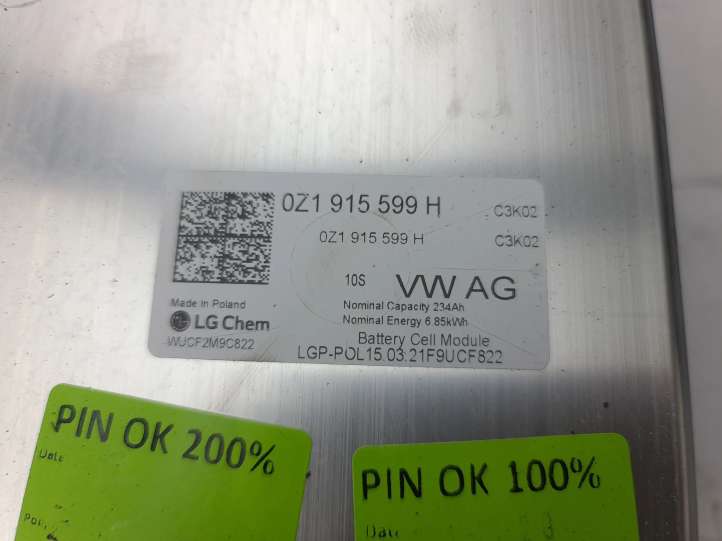 0Z1 915 599 H
C3K02
0Z1 915 599 H
C3K02
10S VW AG
Made in Poland
Nominal Capacity 234Ah
LG Chem
Nominal Energy 6.85kWh
WUCF2M9C822
Battery Cell Module
LGP-POL15.03.21F9UCF822
PIN OK 200%
Date
PIN OK 100%
Date